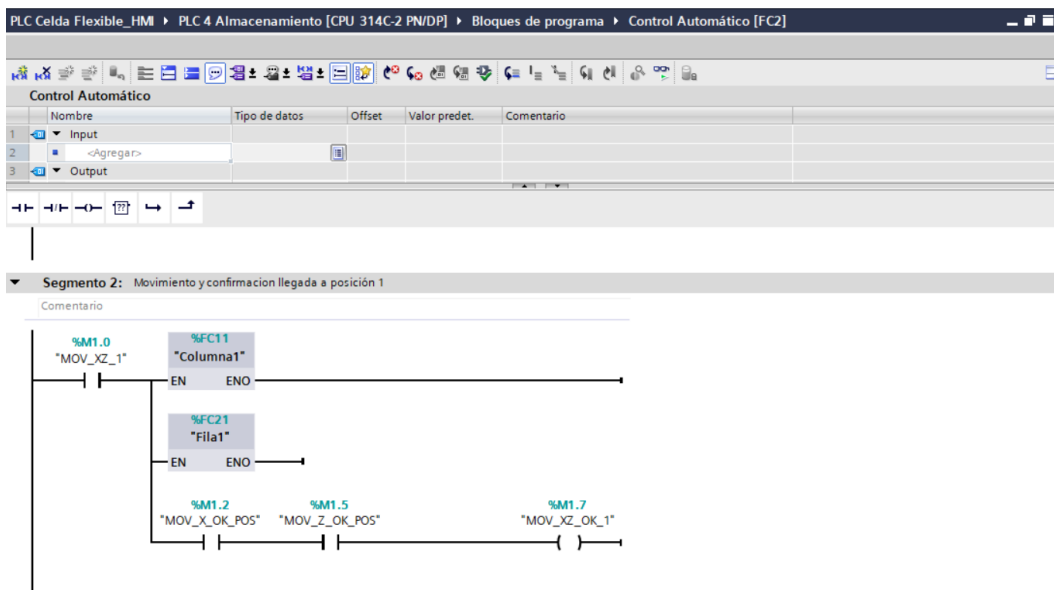 PLC Celda Flexible_HMI ▸ PLC 4 Almacenamiento [CPU 314C-2 PN/DP] ▸ Bloques de programa ▸ Control Automático [FC2]
Control Automático
Nombre Tipo de datos Offset Valor predet. Comentario
1 Input
2 <Agregar>
3 Output
??
Segmento 2: Movimiento y confirmacion llegada a posición 1
Comentario
%M1.0 %FC11
"MOV_XZ_1" "Columna1"
EN ENO
%FC21
"Fila1"
EN ENO
%M1.2 %M1.5 %M1.7
"MOV_X_OK_POS" "MOV_Z_OK_POS" "MOV_XZ_OK_1"